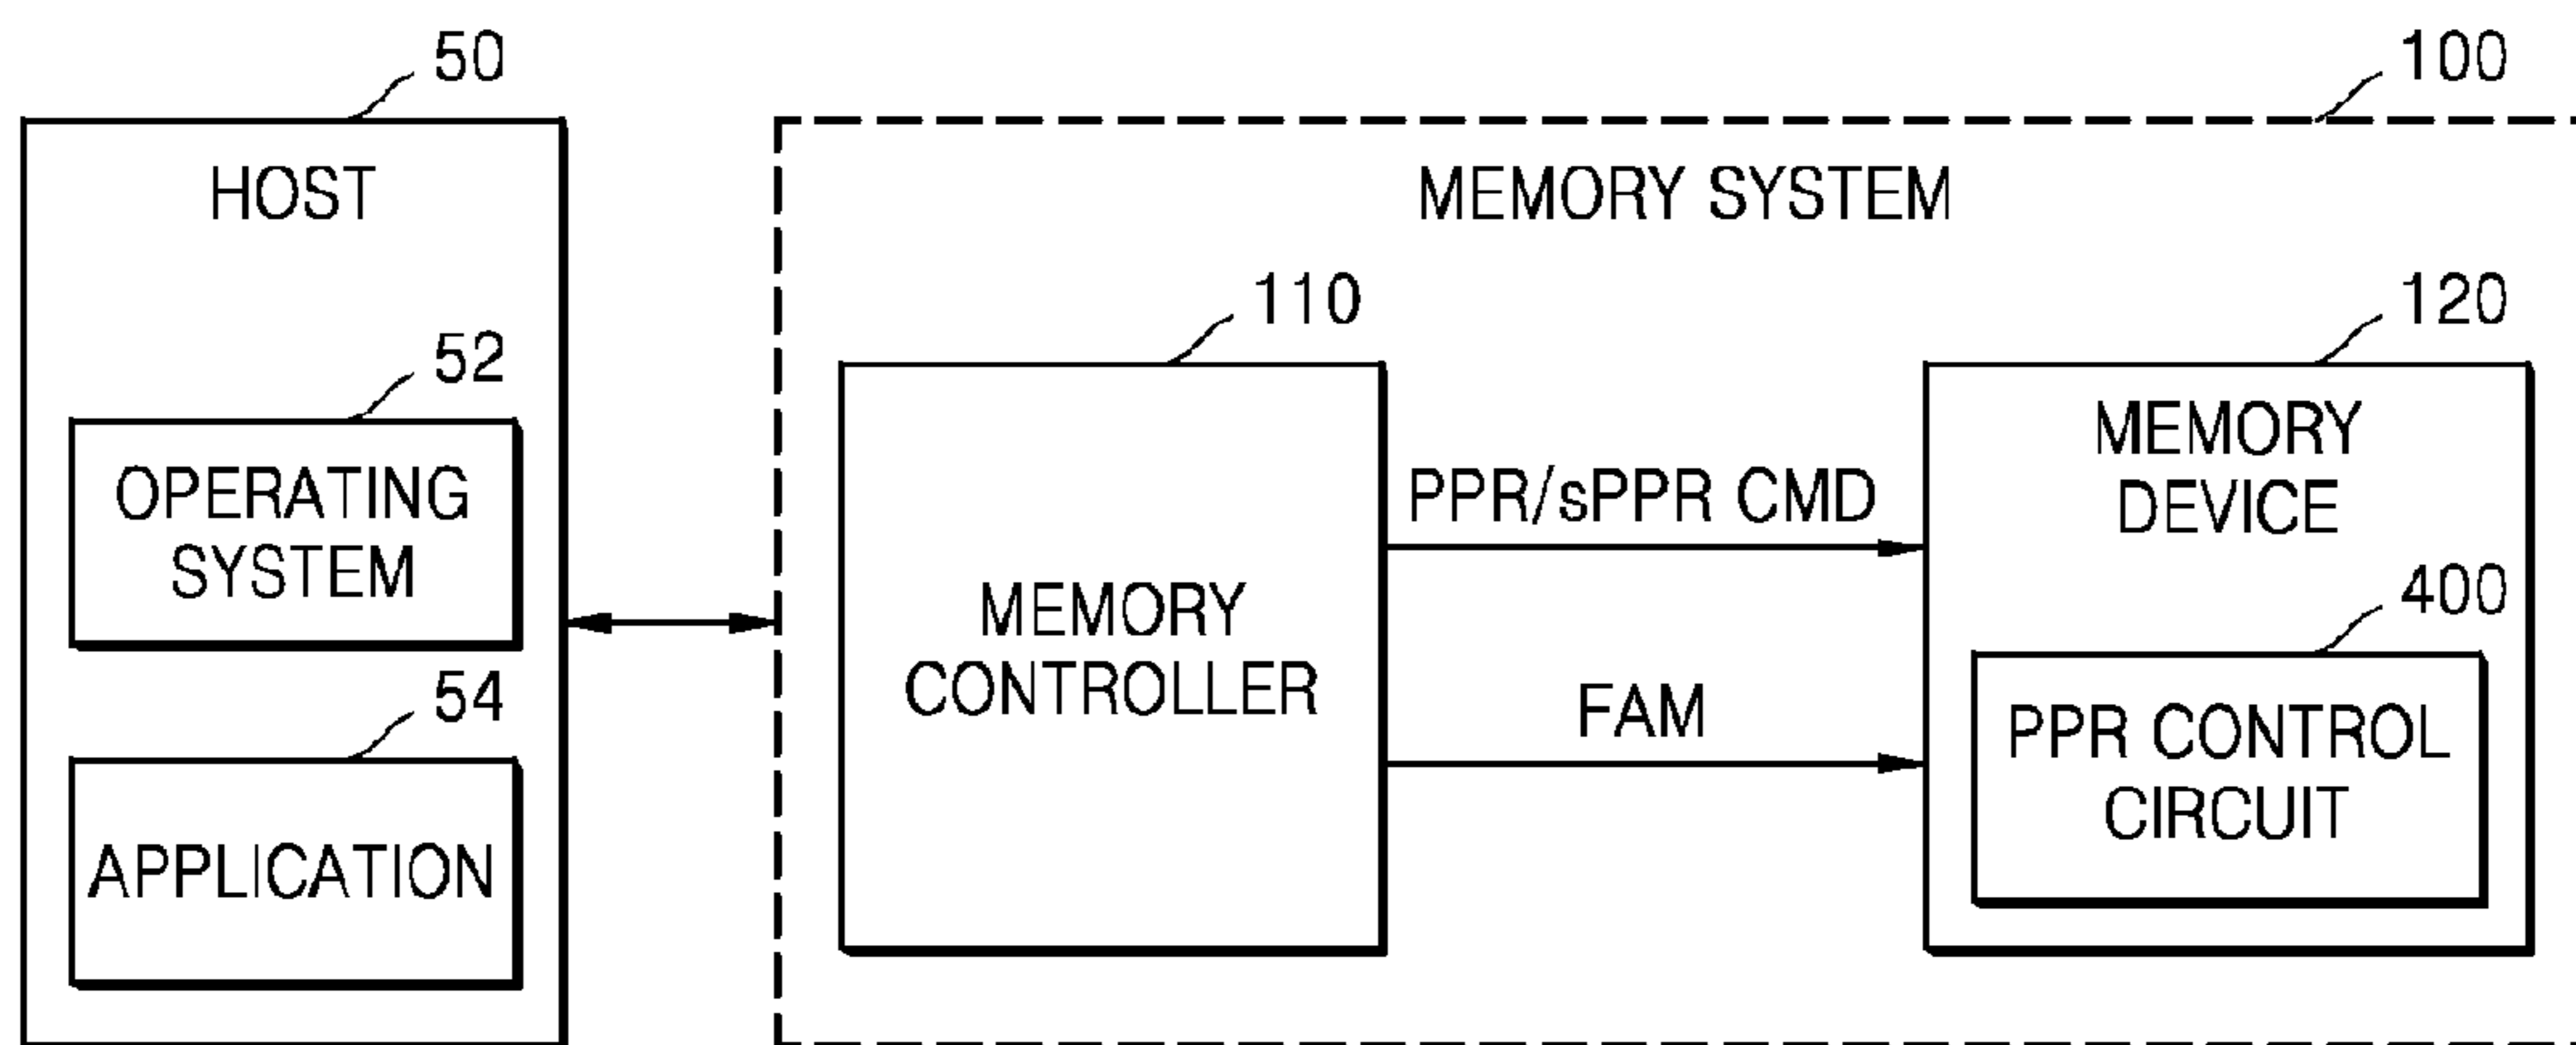 50
100
HOST
MEMORY SYSTEM
110
120
52
MEMORY
DEVICE
OPERATING
SYSTEM
PPR/sPPR CMD
400
MEMORY
CONTROLLER
54
FAM
PPR CONTROL
CIRCUIT
APPLICATION